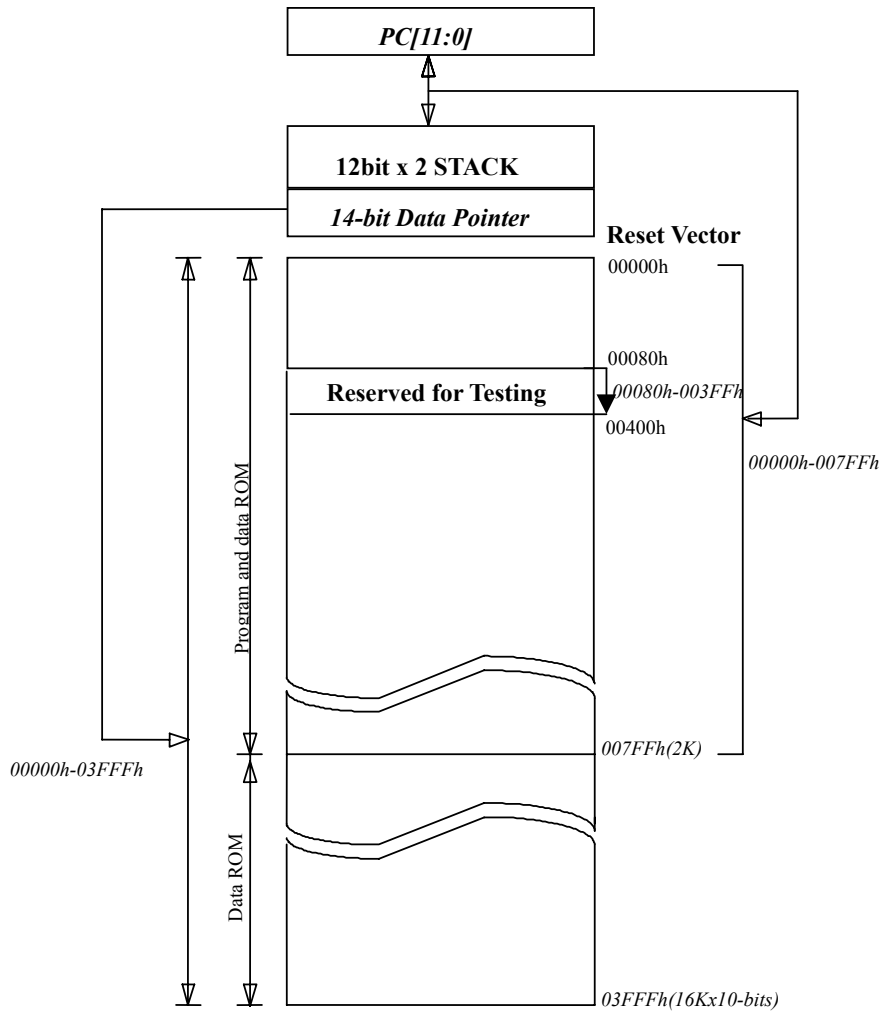 PC[11:0]
12bit x 2 STACK
14-bit Data Pointer
Reset Vector
00000h
00080h
Reserved for Testing
00080h-003FFh
00400h
00000h-007FFh
Program and data ROM
007FFh(2K)
00000h-03FFFh
Data ROM
03FFFh(16Kx10-bits)